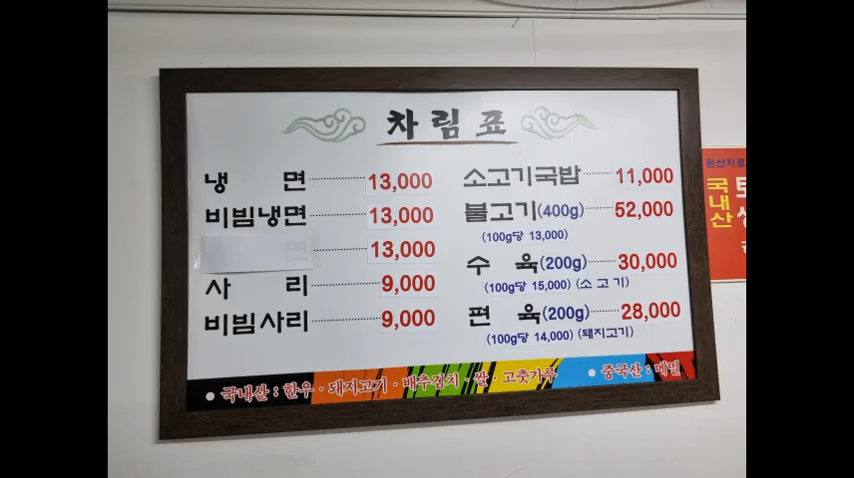 차림표
냉 면 13,000
비빔냉면 13,000
면 13,000
사 리 9,000
비빔사리 9,000
소고기국밥 11,000
불고기(400g) 52,000
(100g당 13,000)
수 육(200g) 30,000
(100g당 15,000) (소고기)
편 육(200g) 28,000
(100g당 14,000) (돼지고기)
● 국내산 : 한우 · 돼지고기 · 배추김치 · 쌀 · 고춧가루 ● 중국산 : 메밀
원산지표
국내산